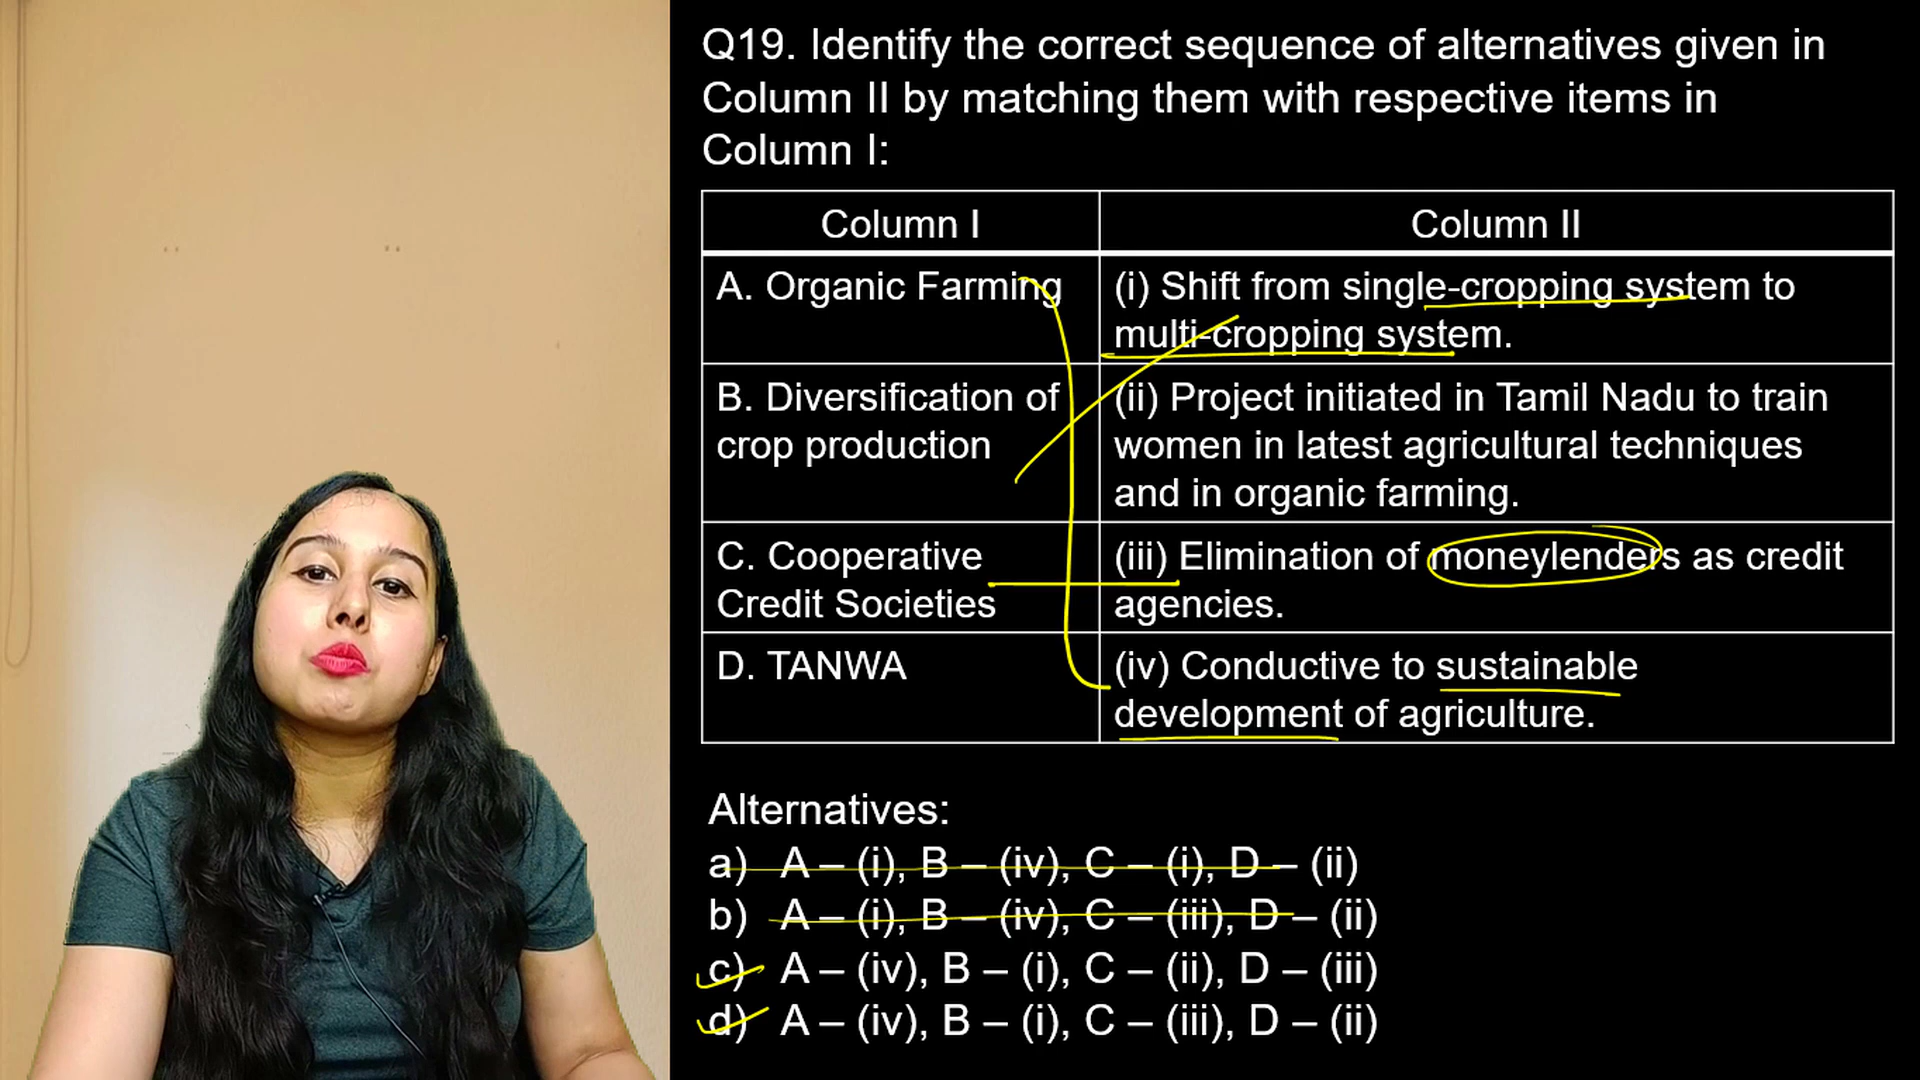 Q19. Identify the correct sequence of alternatives given in
Column II by matching them with respective items in
Column I:
Column I
Column II
A. Organic Farming
(i) Shift from single-cropping system to
multi-cropping system.
B. Diversification of
crop production
(ii) Project initiated in Tamil Nadu to train
women in latest agricultural techniques
and in organic farming.
C. Cooperative
Credit Societies
(iii) Elimination of moneylenders as credit
agencies.
D. TANWA
(iv) Conductive to sustainable
development of agriculture.
Alternatives:
a) A – (i), B – (iv), C – (i), D – (ii)
b) A – (i), B – (iv), C – (iii), D – (ii)
c) A – (iv), B – (i), C – (ii), D – (iii)
d) A – (iv), B – (i), C – (iii), D – (ii)